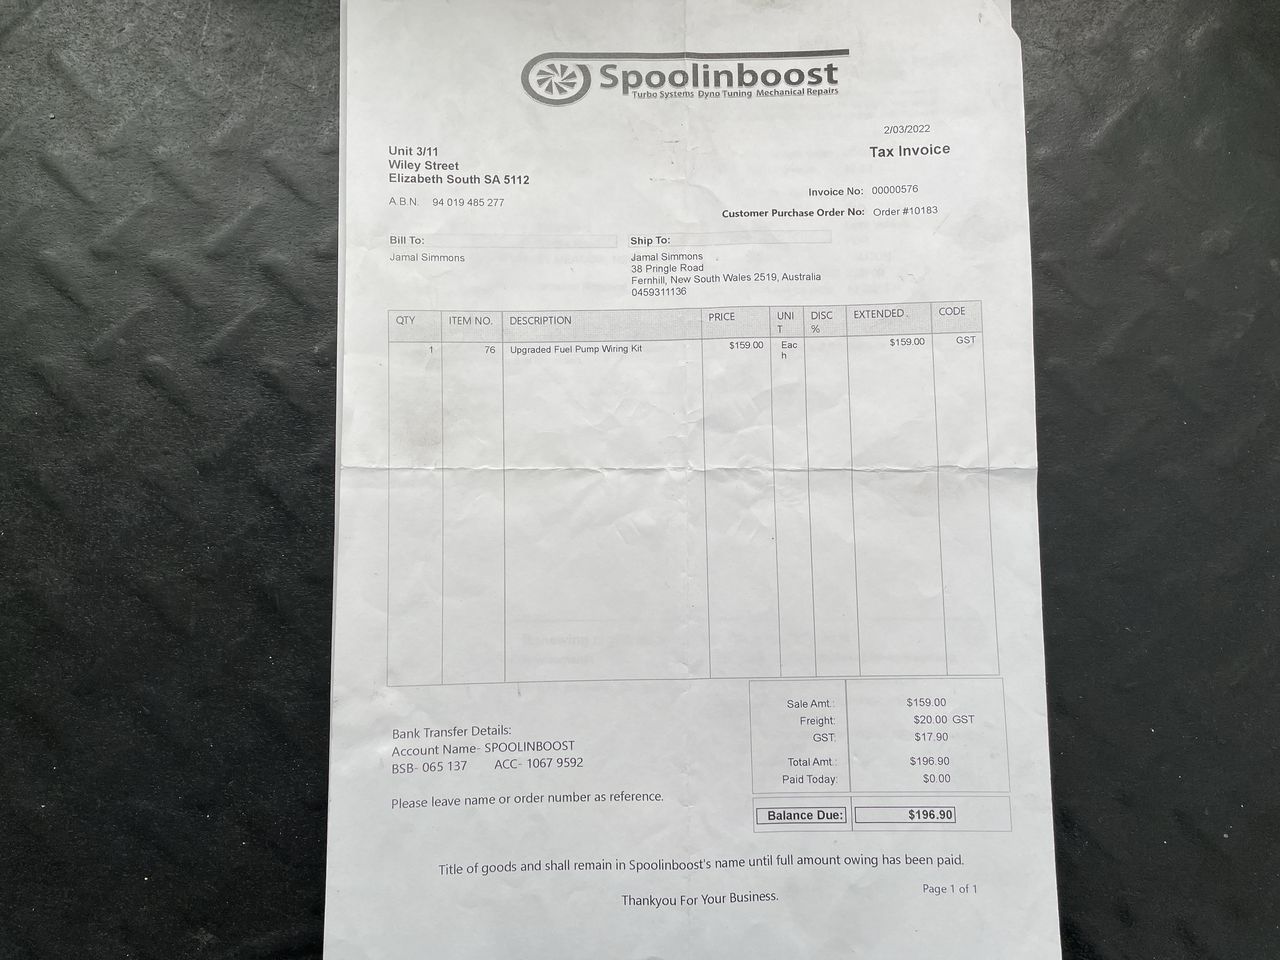 Spoolinboost
Turbo Systems Dyno Tuning Mechanical Repairs
2/03/2022
Tax Invoice
Unit 3/11
Wiley Street
Elizabeth South SA 5112
A.B.N. 94 019 485 277
Invoice No: 00000576
Customer Purchase Order No: Order #10183
Bill To:
Jamal Simmons
Ship To:
Jamal Simmons
38 Pringle Road
Fernhill, New South Wales 2519, Australia
0459311136
QTY ITEM NO. DESCRIPTION PRICE UNI DISC EXTENDED CODE
T %
1 76 Upgraded Fuel Pump Wiring Kit $159.00 Eac $159.00 GST
h
Sale Amt.: $159.00
Freight: $20.00 GST
GST: $17.90
Total Amt.: $196.90
Paid Today: $0.00
Balance Due: $196.90
Bank Transfer Details:
Account Name- SPOOLINBOOST
BSB- 065 137 ACC- 1067 9592
Please leave name or order number as reference.
Title of goods and shall remain in Spoolinboost's name until full amount owing has been paid.
Thankyou For Your Business.
Page 1 of 1